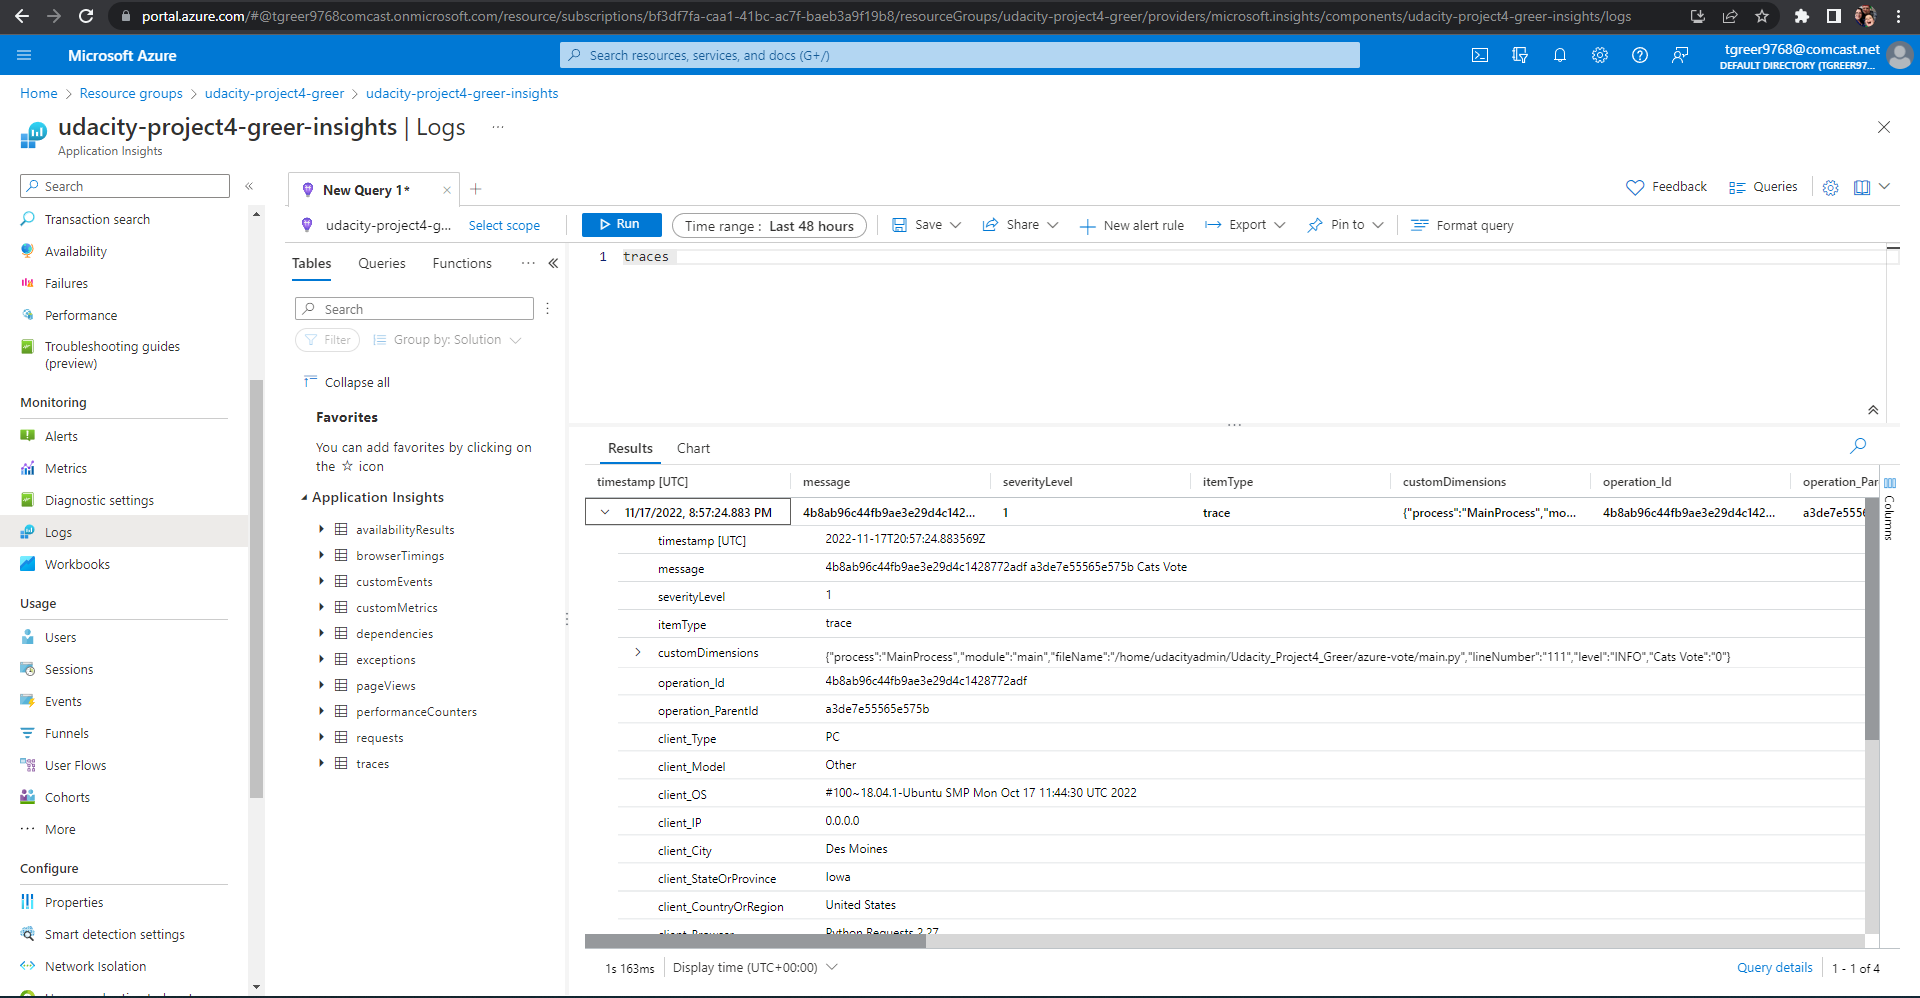 portal.azure.com/#@tgreer9768comcast.onmicrosoft.com/resource/subscriptions/bf3df7fa-caa1-41bc-ac7f-baeb3a9f19b8/resourceGroups/udacity-project4-greer/providers/microsoft.insights/components/udacity-project4-greer-insights/logs
Microsoft Azure
Search resources, services, and docs (G+/)
tgreer9768@comcast.net
DEFAULT DIRECTORY (TGREER97...
Home > Resource groups > udacity-project4-greer > udacity-project4-greer-insights
udacity-project4-greer-insights | Logs ...
Application Insights
Search
Transaction search
Availability
Failures
Performance
Troubleshooting guides
(preview)
Monitoring
Alerts
Metrics
Diagnostic settings
Logs
Workbooks
Usage
Users
Sessions
Events
Funnels
User Flows
Cohorts
More
Configure
Properties
Smart detection settings
Network Isolation
New Query 1*
Feedback
Queries
udacity-project4-g...
Select scope
Run
Time range : Last 48 hours
Save
Share
New alert rule
Export
Pin to
Format query
Tables
Queries
Functions
Search
Filter
Group by: Solution
Collapse all
Favorites
You can add favorites by clicking on
the ☆ icon
Application Insights
availabilityResults
browserTimings
customEvents
customMetrics
dependencies
exceptions
pageViews
performanceCounters
requests
traces
1 traces
Results
Chart
timestamp [UTC] message severityLevel itemType customDimensions operation_Id operation_Par
11/17/2022, 8:57:24.883 PM 4b8ab96c44fb9ae3e29d4c142... 1 trace {"process":"MainProcess","mo... 4b8ab96c44fb9ae3e29d4c142... a3de7e5556
timestamp [UTC] 2022-11-17T20:57:24.883569Z
message 4b8ab96c44fb9ae3e29d4c1428772adf a3de7e55565e575b Cats Vote
severityLevel 1
itemType trace
customDimensions {"process":"MainProcess","module":"main","fileName":"/home/udacityadmin/Udacity_Project4_Greer/azure-vote/main.py","lineNumber":"111","level":"INFO","Cats Vote":"0"}
operation_Id 4b8ab96c44fb9ae3e29d4c1428772adf
operation_ParentId a3de7e55565e575b
client_Type PC
client_Model Other
client_OS #100~18.04.1-Ubuntu SMP Mon Oct 17 11:44:30 UTC 2022
client_IP 0.0.0.0
client_City Des Moines
client_StateOrProvince Iowa
client_CountryOrRegion United States
client_Browser Python Requests 2.27
Columns
1s 163ms
Display time (UTC+00:00)
Query details
1 - 1 of 4